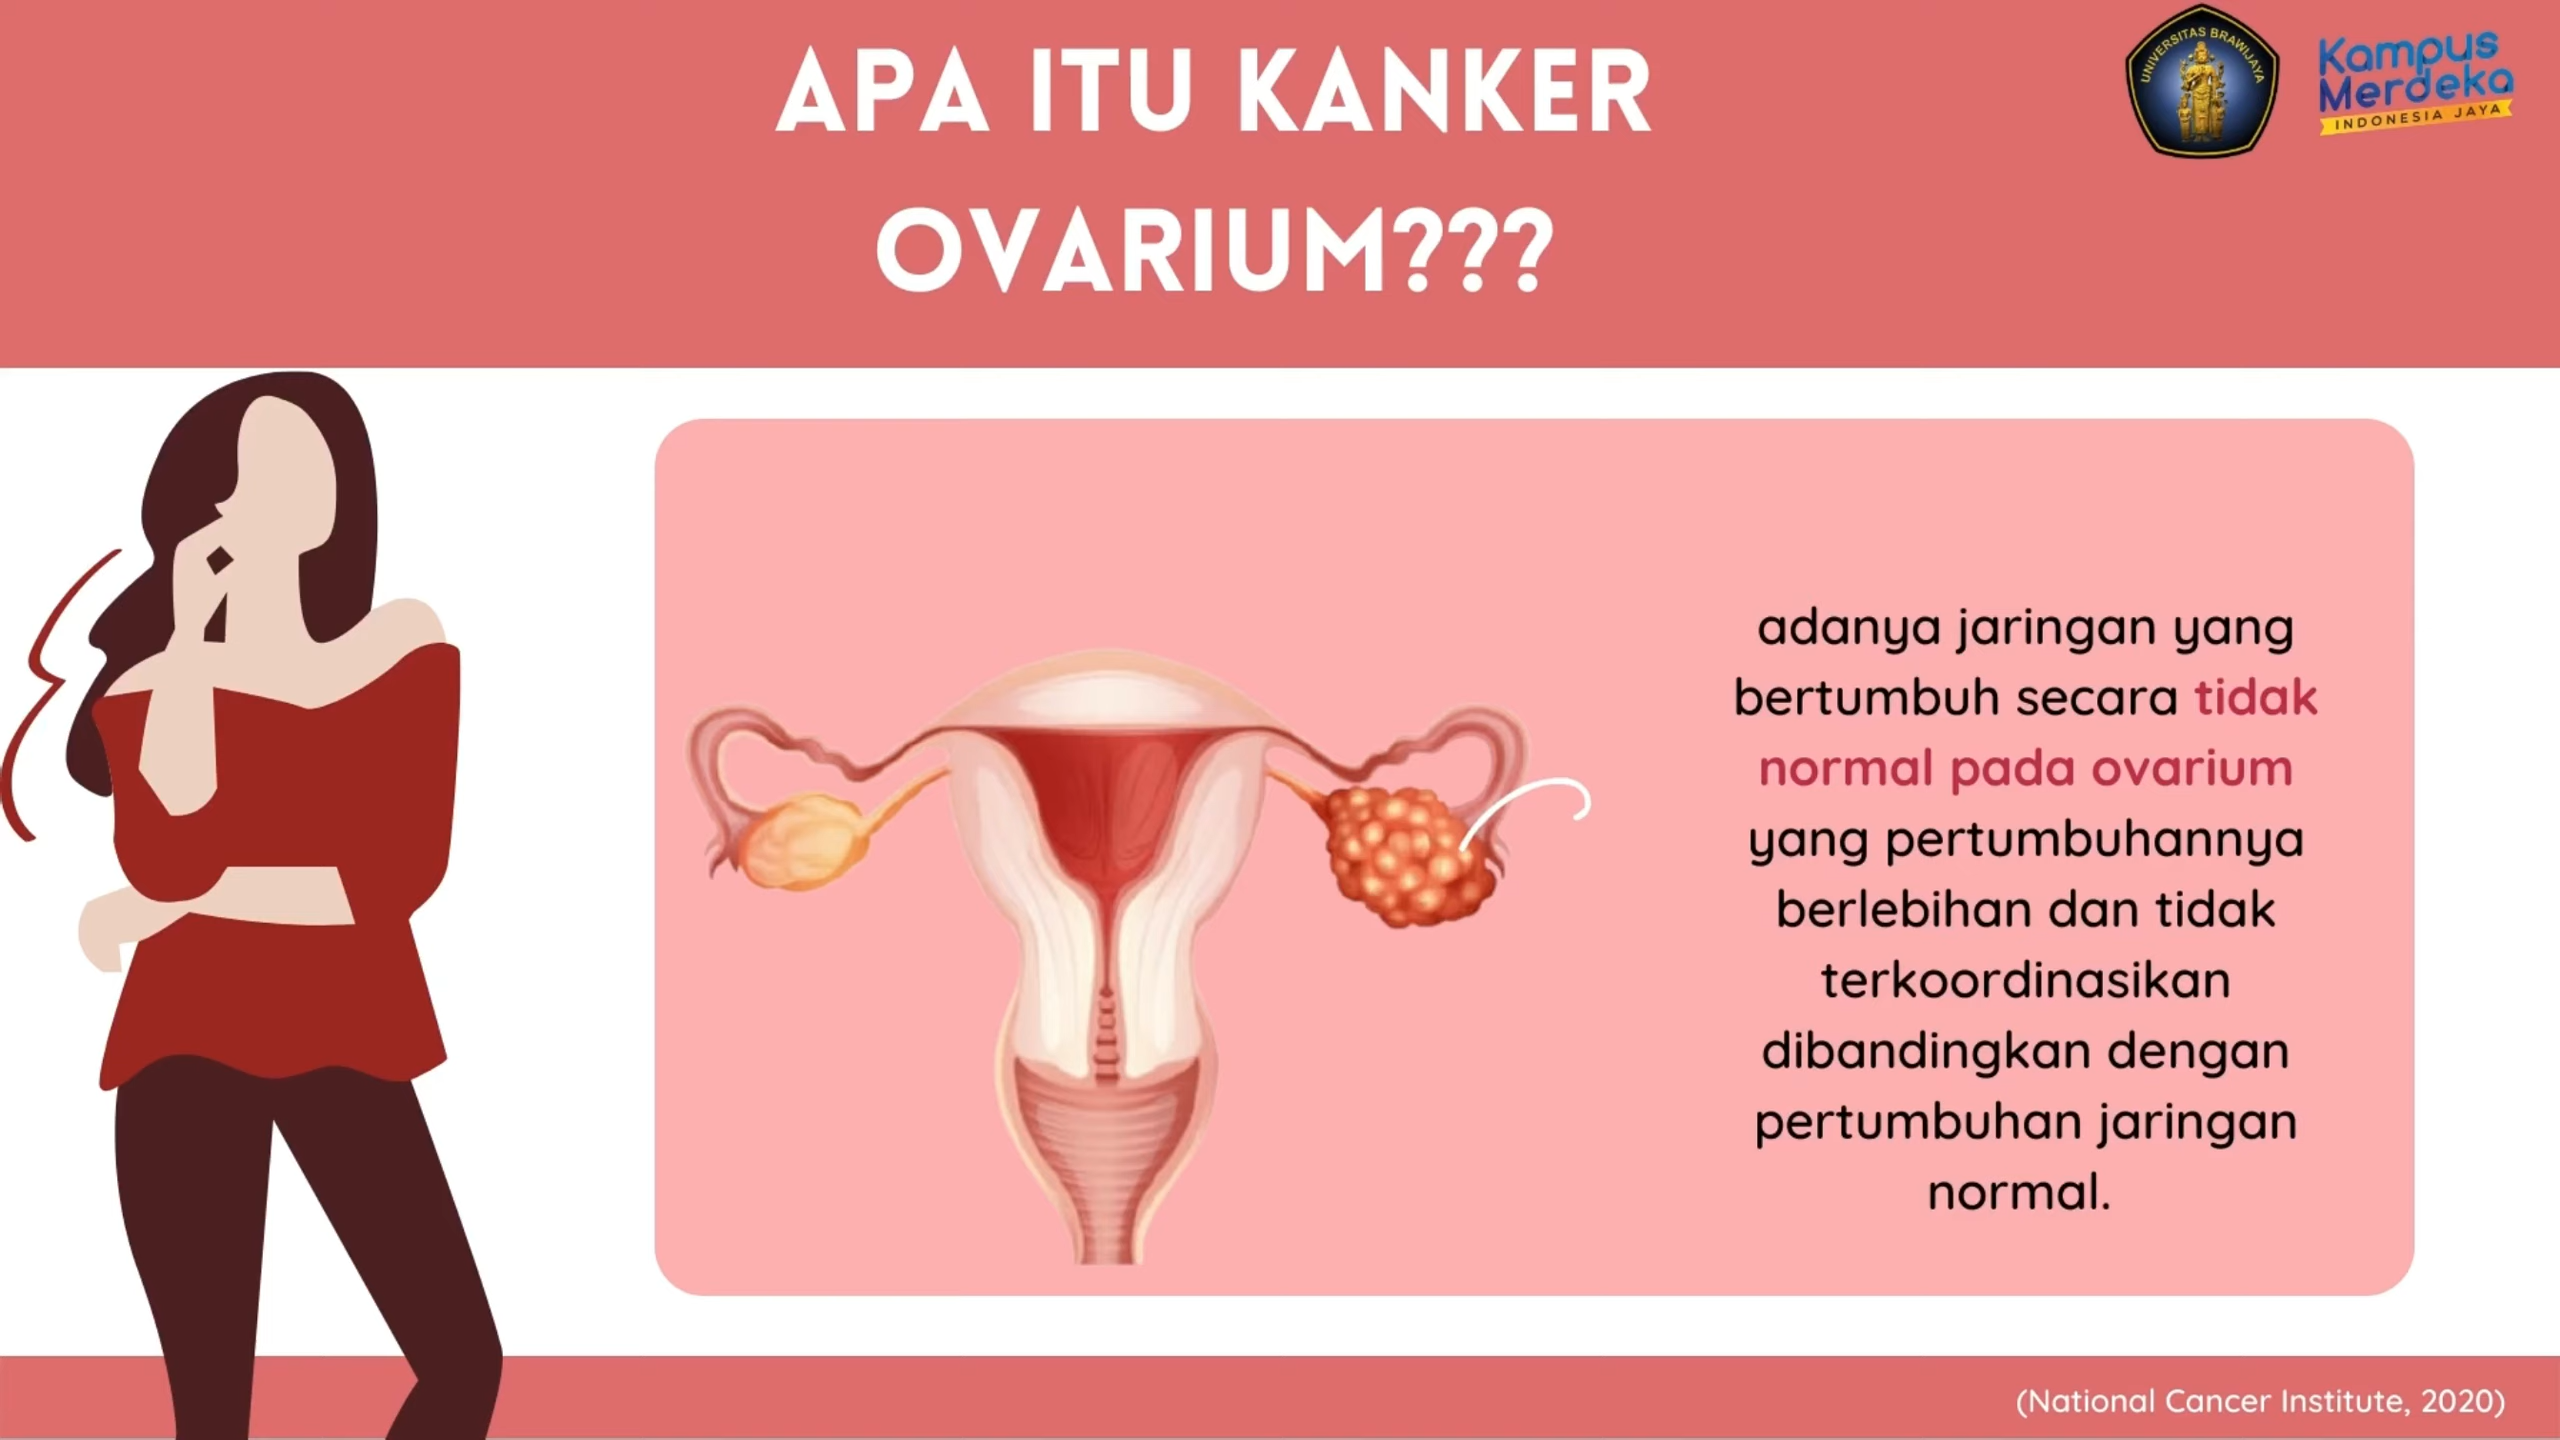 APA ITU KANKER
OVARIUM???
UNIVERSITAS BRAWIJAYA
Kampus
Merdeka
INDONESIA JAYA
adanya jaringan yang
bertumbuh secara tidak
normal pada ovarium
yang pertumbuhannya
berlebihan dan tidak
terkoordinasikan
dibandingkan dengan
pertumbuhan jaringan
normal.
(National Cancer Institute, 2020)